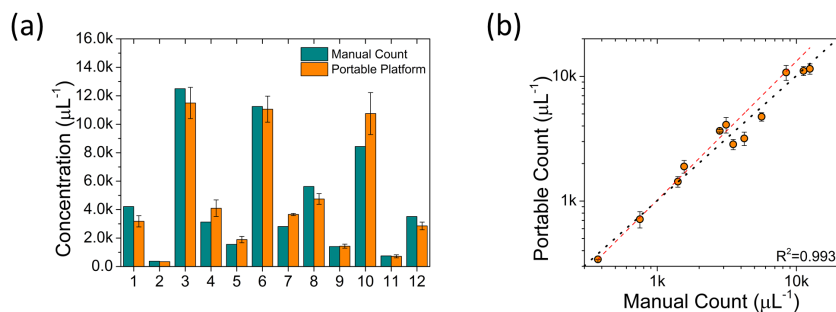 (a)
Concentration (μL⁻¹)
16.0k
14.0k
12.0k
10.0k
8.0k
6.0k
4.0k
2.0k
0.0
Manual Count
Portable Platform
1 2 3 4 5 6 7 8 9 10 11 12
(b)
Portable Count (μL⁻¹)
10k
1k
R²=0.993
1k 10k
Manual Count (μL⁻¹)